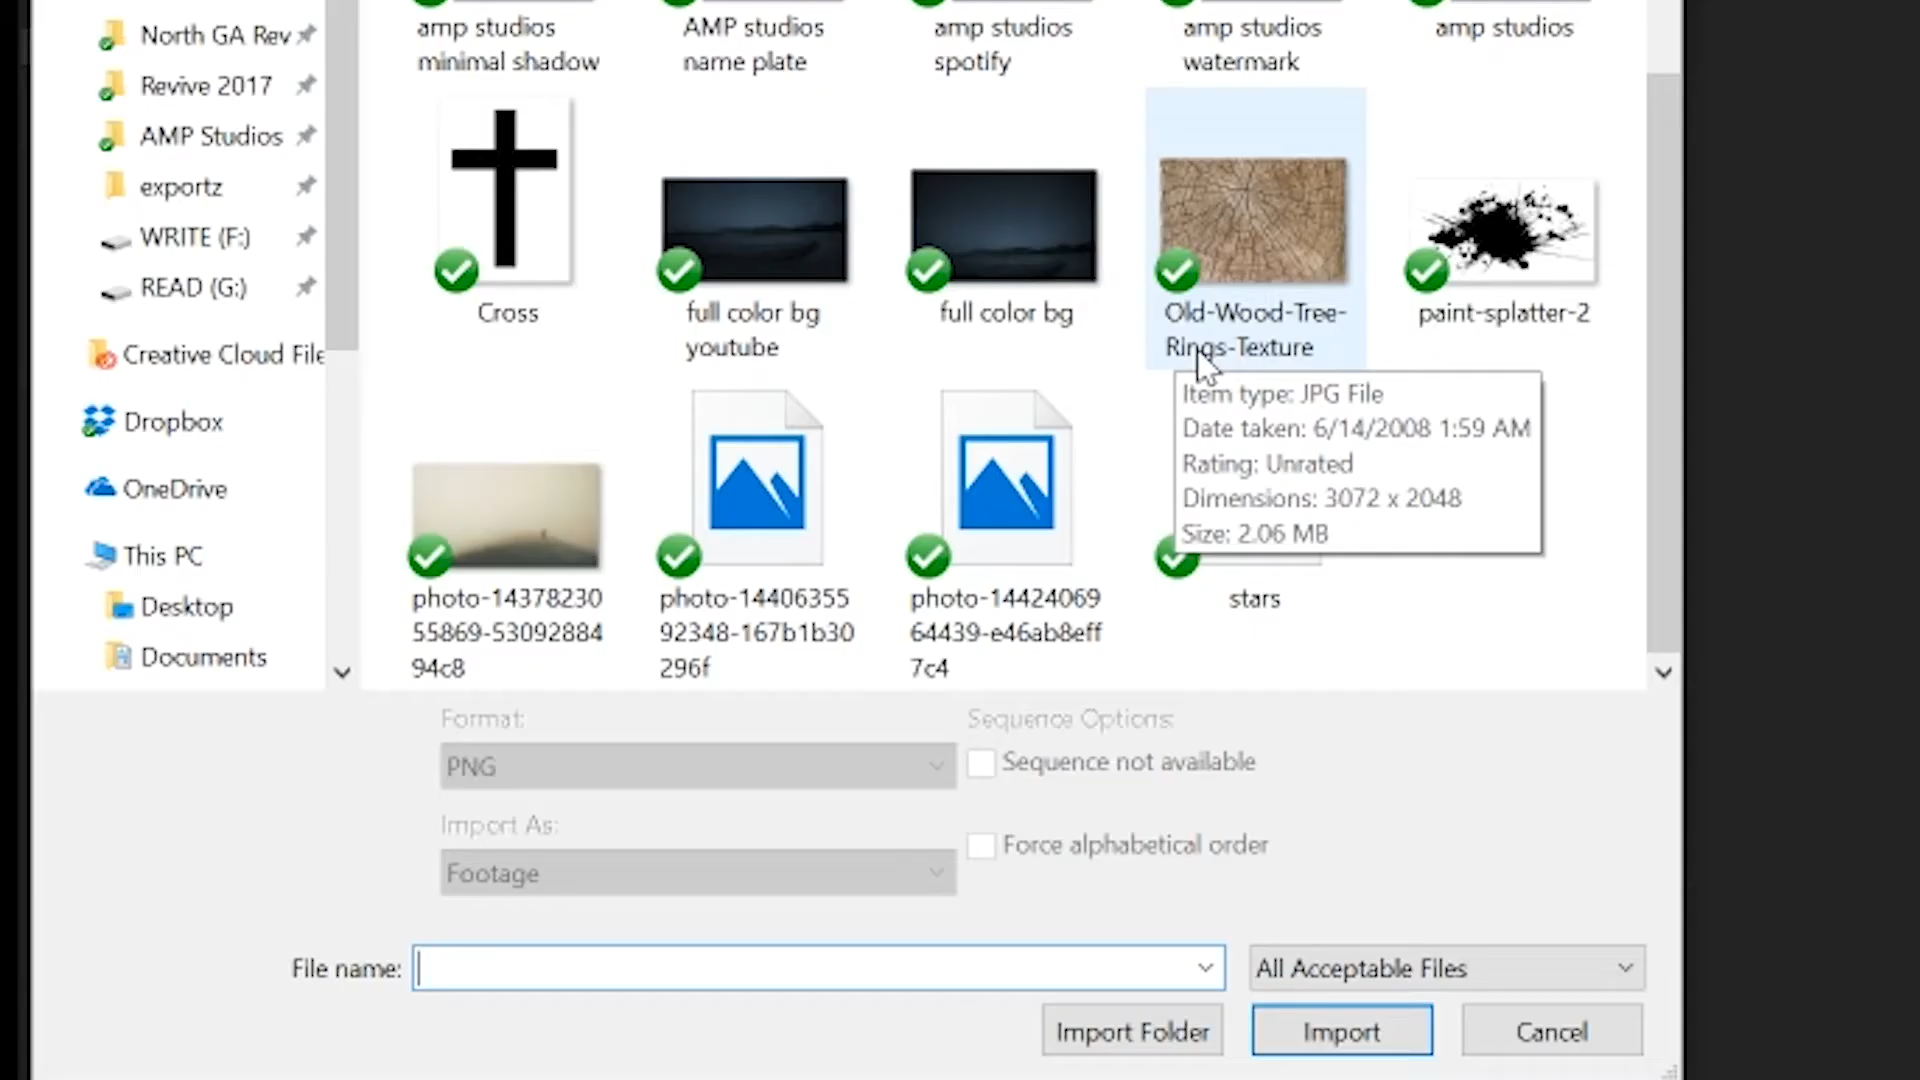 North GA Rev
Revive 2017
AMP Studios
exportz
WRITE (F:)
READ (G:)
Creative Cloud File
Dropbox
OneDrive
This PC
Desktop
Documents
amp studios
minimal shadow
AMP studios
name plate
amp studios
spotify
amp studios
watermark
amp studios
Cross
full color bg
youtube
full color bg
Old-Wood-Tree-
Rings-Texture
paint-splatter-2
Item type: JPG File
Date taken: 6/14/2008 1:59 AM
Rating: Unrated
Dimensions: 3072 x 2048
Size: 2.06 MB
photo-14378230
55869-53092884
94c8
photo-14406355
92348-167b1b30
296f
photo-14424069
64439-e46ab8eff
7c4
stars
Format:
PNG
Sequence Options:
Sequence not available
Import As:
Footage
Force alphabetical order
File name:
All Acceptable Files
Import Folder
Import
Cancel